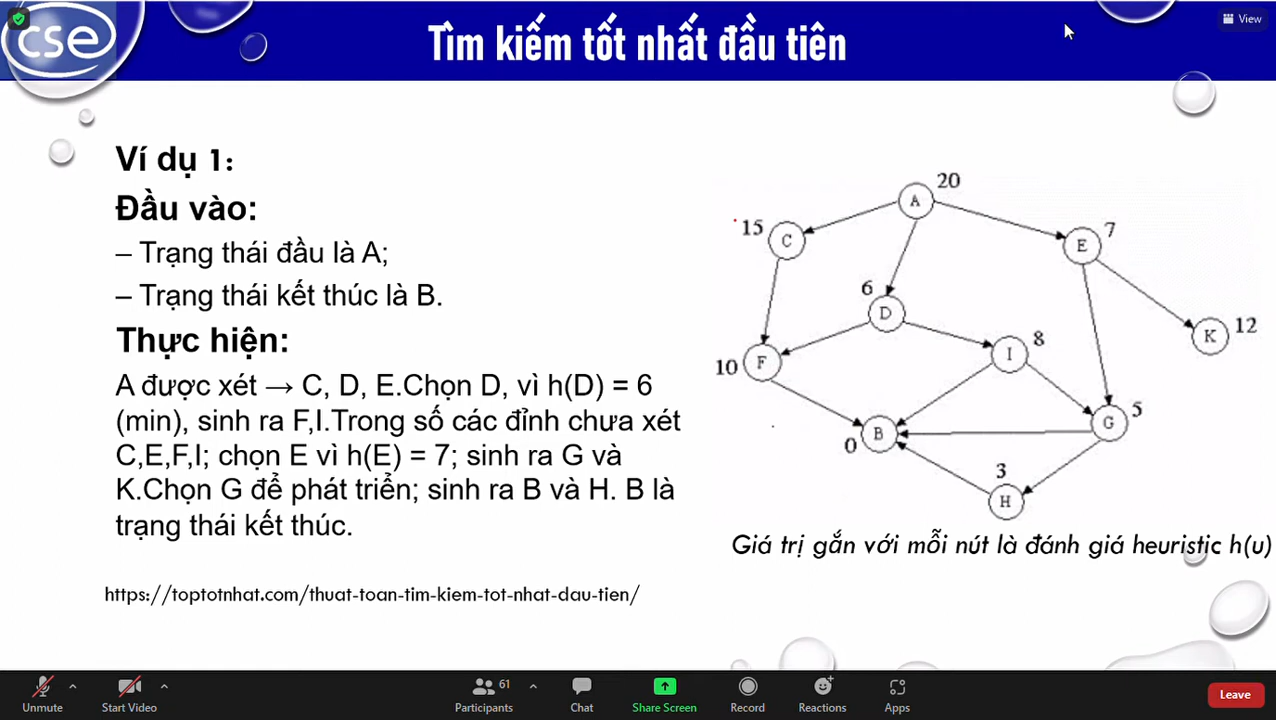 cse
Tìm kiếm tốt nhất đầu tiên
View
Ví dụ 1:
Đầu vào:
– Trạng thái đầu là A;
– Trạng thái kết thúc là B.
Thực hiện:
A được xét → C, D, E.Chọn D, vì h(D) = 6
(min), sinh ra F,I.Trong số các đỉnh chưa xét
C,E,F,I; chọn E vì h(E) = 7; sinh ra G và
K.Chọn G để phát triển; sinh ra B và H. B là
trạng thái kết thúc.
https://toptotnhat.com/thuat-toan-tim-kiem-tot-nhat-dau-tien/
20
A
15
C
7
E
6
D
12
K
8
I
10
F
5
G
0
B
3
H
Giá trị gắn với mỗi nút là đánh giá heuristic h(u)
Unmute
Start Video
61
Participants
Chat
Share Screen
Record
Reactions
Apps
Leave